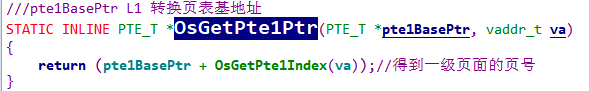 ///pte1BasePtr L1 转换页表基地址
STATIC INLINE PTE_T *OsGetPte1Ptr(PTE_T *pte1BasePtr, vaddr_t va)
{
    return (pte1BasePtr + OsGetPte1Index(va));//得到一级页面的页号
}